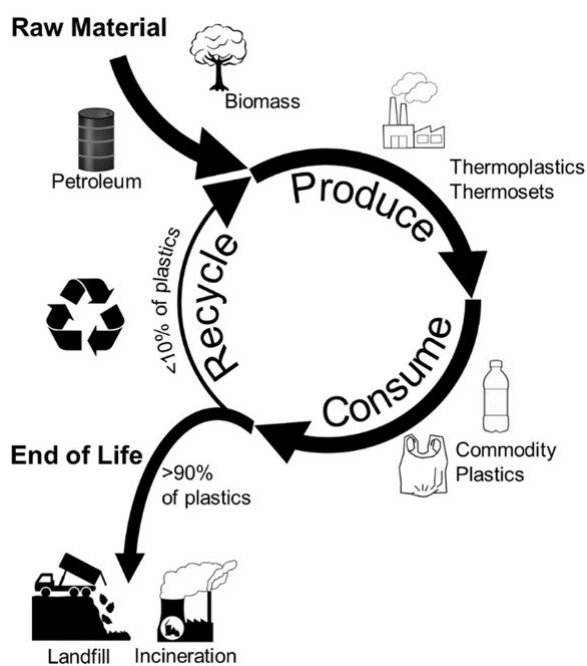 Raw Material
Biomass
Petroleum
Thermoplastics
Thermosets
Produce
Recycle
<10% of plastics
Consume
Commodity
Plastics
End of Life
>90%
of plastics
Landfill
Incineration